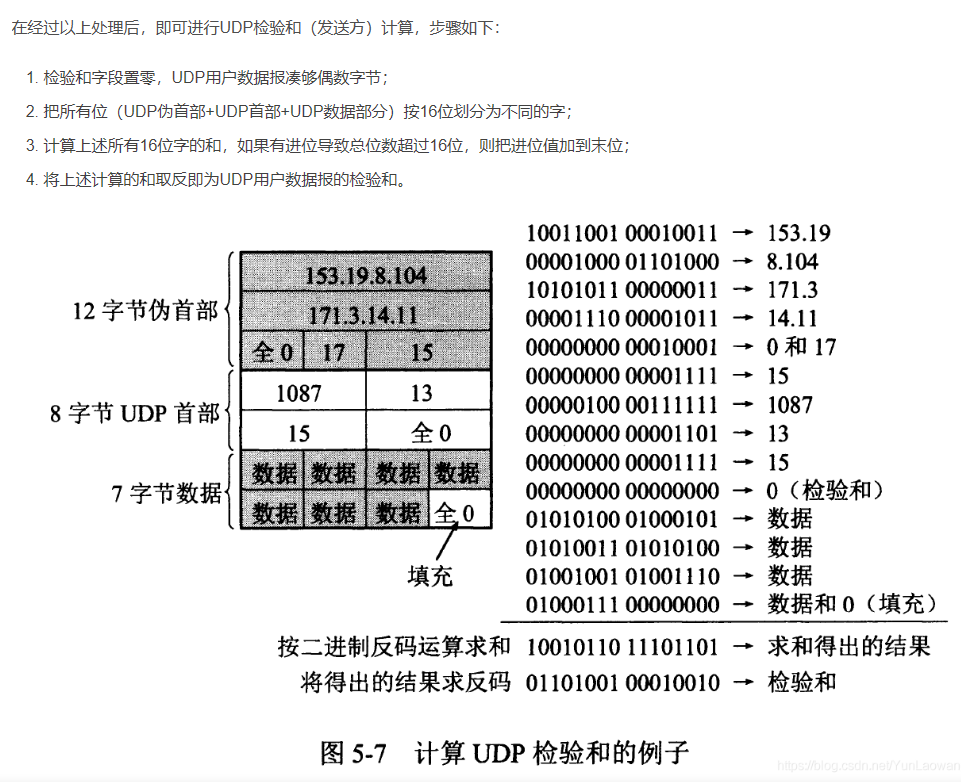 在经过以上处理后，即可进行UDP检验和（发送方）计算，步骤如下：
1. 检验和字段置零，UDP用户数据报凑够偶数字节；
2. 把所有位（UDP伪首部+UDP首部+UDP数据部分）按16位划分为不同的字；
3. 计算上述所有16位字的和，如果有进位导致总位数超过16位，则把进位值加到末位；
4. 将上述计算的和取反即为UDP用户数据报的检验和。
12 字节伪首部
153.19.8.104
171.3.14.11
全 0 17 15
8 字节 UDP 首部
1087 13
15 全 0
7 字节数据
数据 数据 数据 数据
数据 数据 数据 全 0
填充
10011001 00010011 → 153.19
00001000 01101000 → 8.104
10101011 00000011 → 171.3
00001110 00001011 → 14.11
00000000 00010001 → 0 和 17
00000000 00001111 → 15
00000100 00111111 → 1087
00000000 00001101 → 13
00000000 00001111 → 15
00000000 00000000 → 0（检验和）
01010100 01000101 → 数据
01010011 01010100 → 数据
01001001 01001110 → 数据
01000111 00000000 → 数据和 0（填充）
按二进制反码运算求和 10010110 11101101 → 求和得出的结果
将得出的结果求反码 01101001 00010010 → 检验和
图 5-7 计算 UDP 检验和的例子
https://blog.csdn.net/YunLaowan